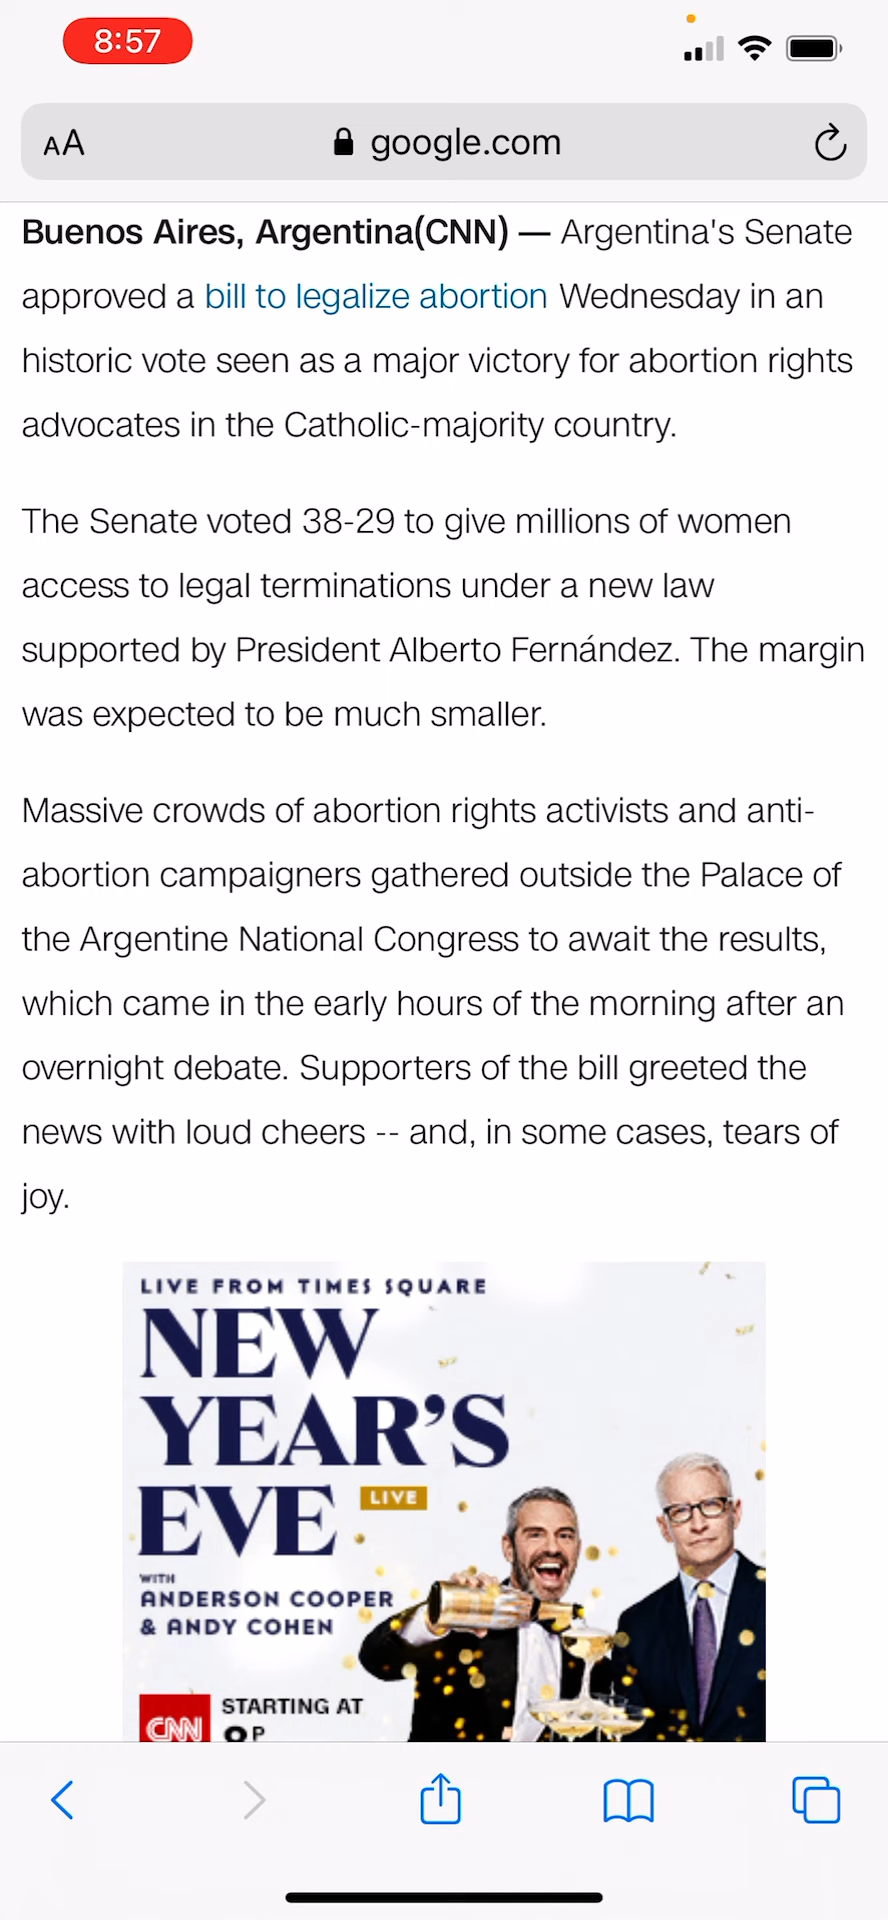 8:57
AA
google.com
Buenos Aires, Argentina(CNN) — Argentina's Senate
approved a bill to legalize abortion Wednesday in an
historic vote seen as a major victory for abortion rights
advocates in the Catholic-majority country.
The Senate voted 38-29 to give millions of women
access to legal terminations under a new law
supported by President Alberto Fernández. The margin
was expected to be much smaller.
Massive crowds of abortion rights activists and anti-
abortion campaigners gathered outside the Palace of
the Argentine National Congress to await the results,
which came in the early hours of the morning after an
overnight debate. Supporters of the bill greeted the
news with loud cheers -- and, in some cases, tears of
joy.
LIVE FROM TIMES SQUARE
NEW
YEAR'S
EVE LIVE
WITH
ANDERSON COOPER
& ANDY COHEN
CNN STARTING AT
P